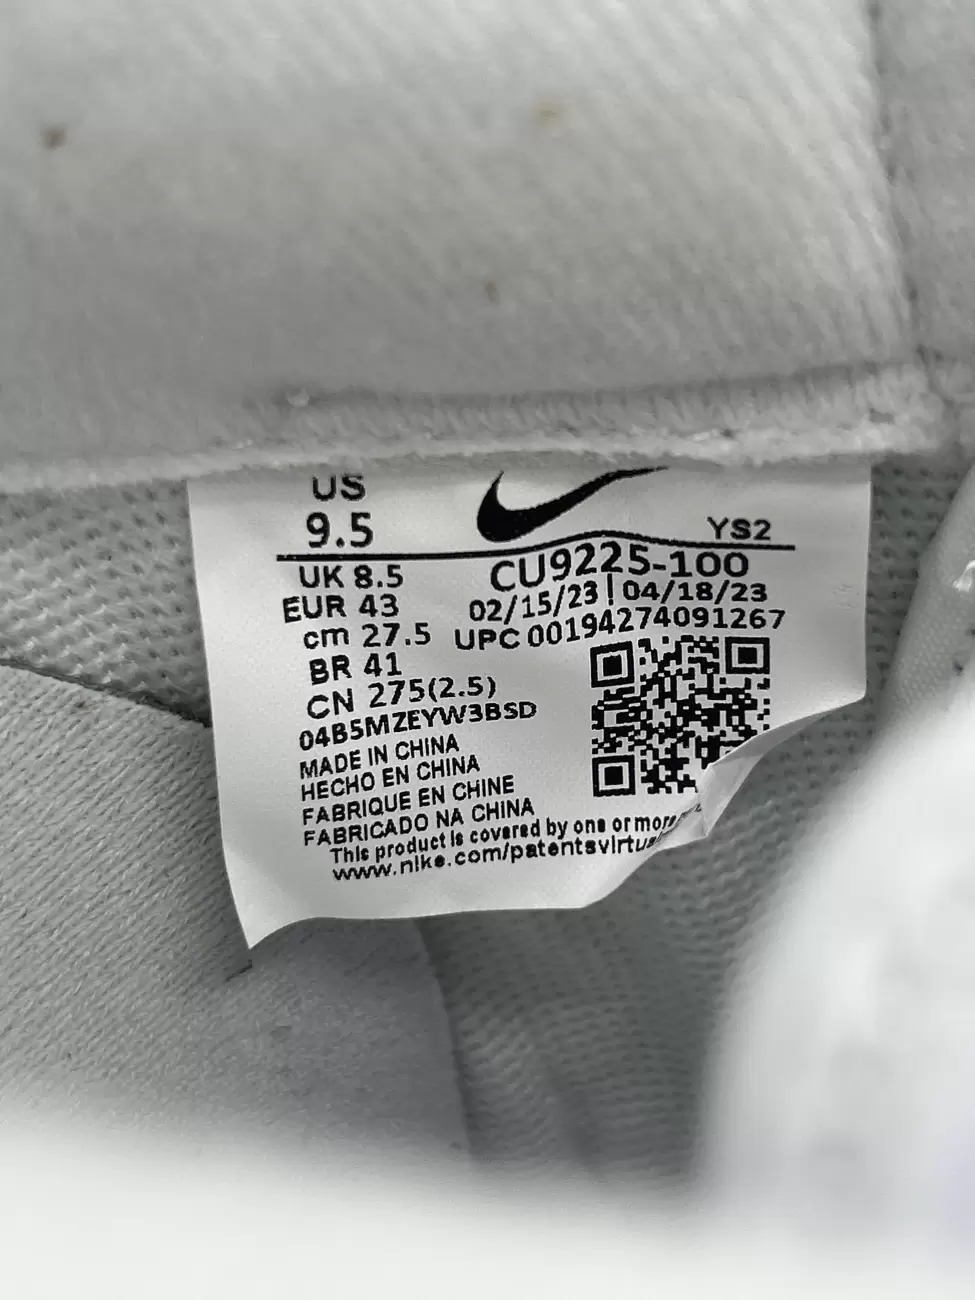 US
9.5
YS2
UK 8.5
CU9225-100
EUR 43
02/15/23 | 04/18/23
cm 27.5
UPC 00194274091267
BR 41
CN 275(2.5)
04B5MZEYW3BSD
MADE IN CHINA
HECHO EN CHINA
FABRIQUE EN CHINE
FABRICADO NA CHINA
This product is covered by one or more
www.nike.com/patentsvirtua